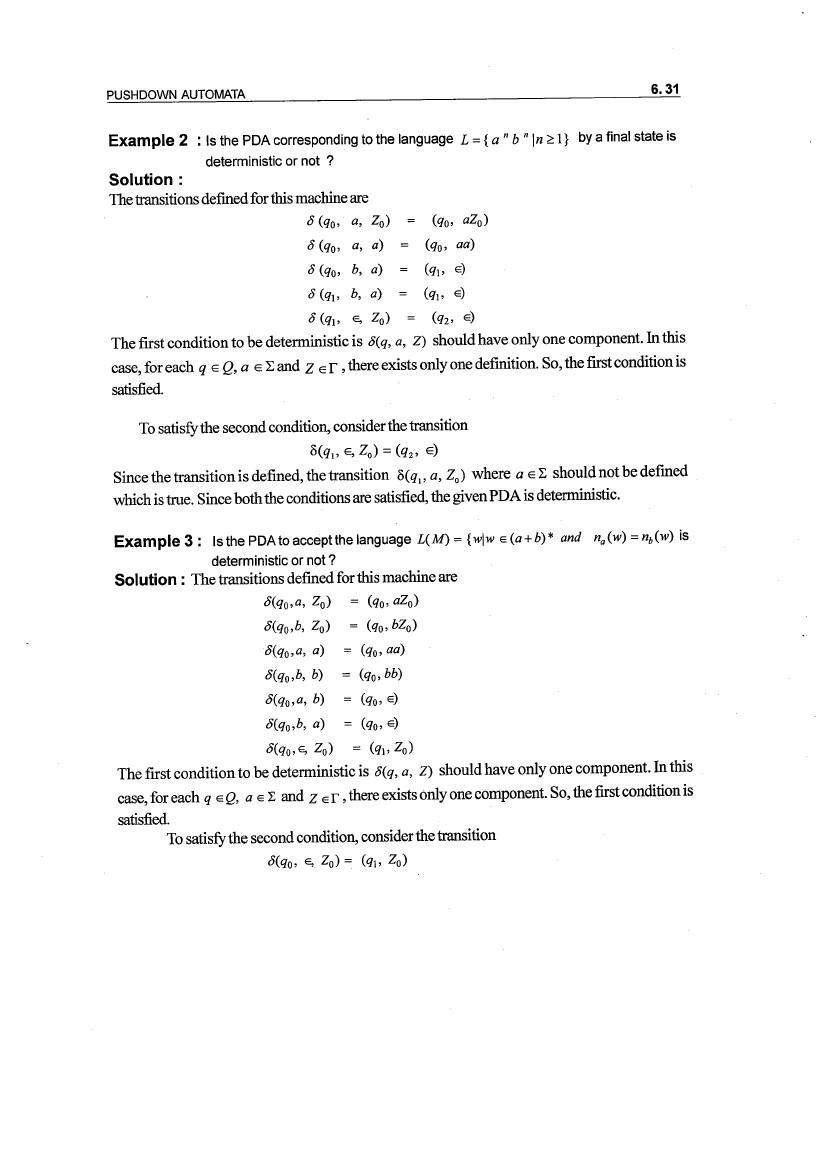 PUSHDOWN AUTOMATA 6.31
Example 2 : Is the PDA corresponding to the language L = { a ⁿ b ⁿ |n ≥ 1} by a final state is
deterministic or not ?
Solution :
The transitions defined for this machine are
δ (q₀, a, Z₀) = (q₀, aZ₀)
δ (q₀, a, a) = (q₀, aa)
δ (q₀, b, a) = (q₁, ∈)
δ (q₁, b, a) = (q₁, ∈)
δ (q₁, ∈, Z₀) = (q₂, ∈)
The first condition to be deterministic is δ(q, a, Z) should have only one component. In this
case, for each q ∈ Q, a ∈ Σ and Z ∈ Γ , there exists only one definition. So, the first condition is
satisfied.
To satisfy the second condition, consider the transition
δ(q₁, ∈, Z₀) = (q₂, ∈)
Since the transition is defined, the transition δ(q₁, a, Z₀) where a ∈ Σ should not be defined
which is true. Since both the conditions are satisfied, the given PDA is deterministic.
Example 3 : Is the PDA to accept the language L(M) = {w|w ∈ (a + b)* and nₐ(w) = n_b(w) is
deterministic or not ?
Solution : The transitions defined for this machine are
δ(q₀,a, Z₀) = (q₀, aZ₀)
δ(q₀,b, Z₀) = (q₀, bZ₀)
δ(q₀,a, a) = (q₀, aa)
δ(q₀,b, b) = (q₀, bb)
δ(q₀,a, b) = (q₀, ∈)
δ(q₀,b, a) = (q₀, ∈)
δ(q₀,∈, Z₀) = (q₁, Z₀)
The first condition to be deterministic is δ(q, a, Z) should have only one component. In this
case, for each q ∈ Q, a ∈ Σ and Z ∈ Γ , there exists only one component. So, the first condition is
satisfied.
To satisfy the second condition, consider the transition
δ(q₀, ∈, Z₀) = (q₁, Z₀)